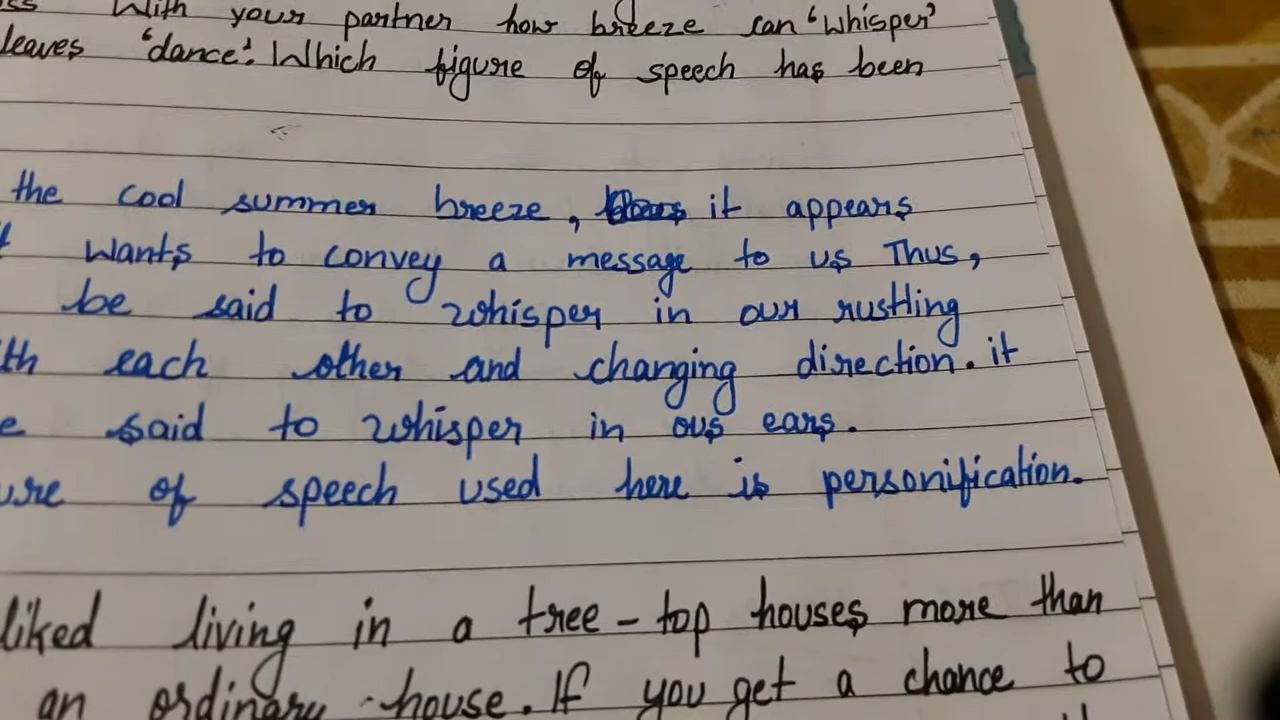 With your partner how breeze can 'whisper'
leaves 'dance'. Which figure of speech has been
the cool summer breeze, it appears
wants to convey a message to us Thus,
be said to whisper in our rustling
th each other and changing direction. it
e said to whisper in ous ears.
ure of speech used here is personification.
liked living in a tree-top houses more than
an ordinary house. If you get a chance to